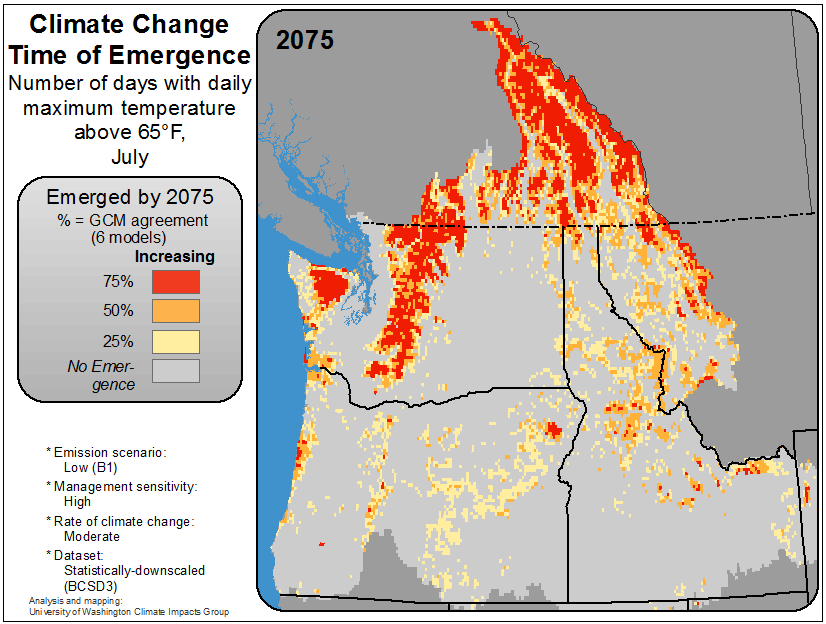 Climate Change
Time of Emergence
Number of days with daily
maximum temperature
above 65°F,
July
2075
Emerged by 2075
% = GCM agreement
(6 models)
Increasing
75%
50%
25%
No Emer-
gence
* Emission scenario:
Low (B1)
* Management sensitivity:
High
* Rate of climate change:
Moderate
* Dataset:
Statistically-downscaled
(BCSD3)
Analysis and mapping:
University of Washington Climate Impacts Group